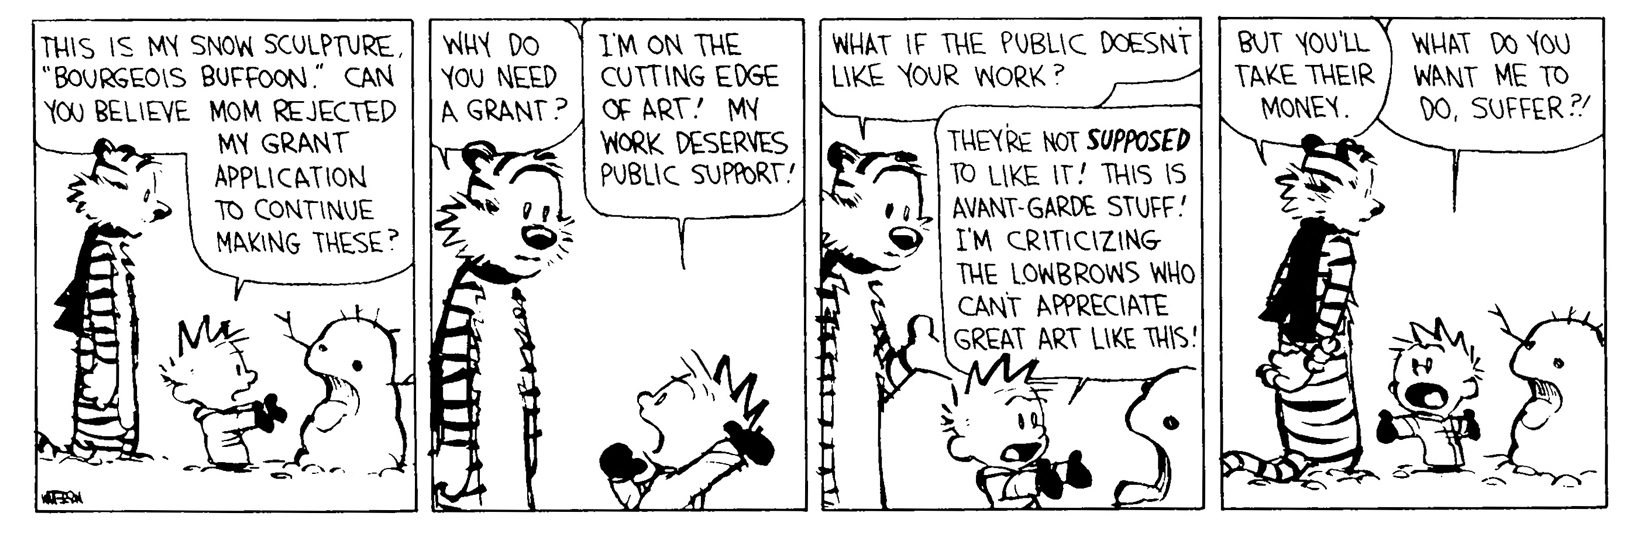 THIS IS MY SNOW SCULPTURE,
"BOURGEOIS BUFFOON." CAN
YOU BELIEVE MOM REJECTED
MY GRANT
APPLICATION
TO CONTINUE
MAKING THESE?
WATTERSON
WHY DO
YOU NEED
A GRANT?
I'M ON THE
CUTTING EDGE
OF ART! MY
WORK DESERVES
PUBLIC SUPPORT!
WHAT IF THE PUBLIC DOESN'T
LIKE YOUR WORK?
THEY'RE NOT SUPPOSED
TO LIKE IT! THIS IS
AVANT-GARDE STUFF!
I'M CRITICIZING
THE LOWBROWS WHO
CAN'T APPRECIATE
GREAT ART LIKE THIS!
BUT YOU'LL
TAKE THEIR
MONEY.
WHAT DO YOU
WANT ME TO
DO, SUFFER?!